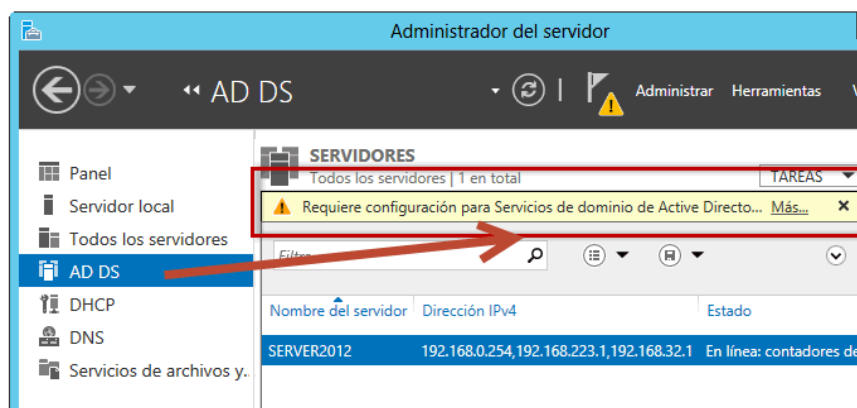 Administrador del servidor
AD DS
Administrar Herramientas
SERVIDORES
Todos los servidores | 1 en total
TAREAS
Requiere configuración para Servicios de dominio de Active Directo... Más...
Filtro
Panel
Servidor local
Todos los servidores
AD DS
DHCP
DNS
Servicios de archivos y...
Nombre del servidor Dirección IPv4 Estado
SERVER2012 192.168.0.254,192.168.223.1,192.168.32.1 En línea: contadores de